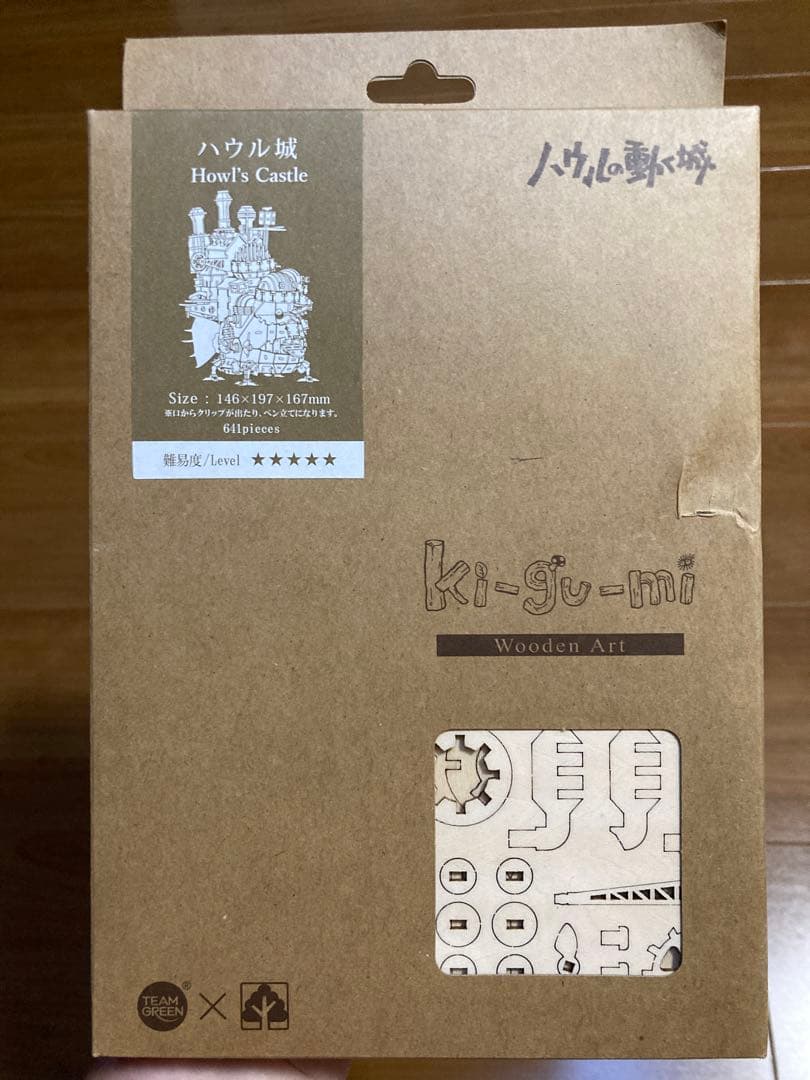 ハウル城
Howl's Castle
ハウルの動く城
Size : 146×197×167mm
※口からクリップが出たり、ペン立てになります。
641pieces
難易度/Level ★★★★★
ki-gu-mi
Wooden Art
TEAM GREEN® ×